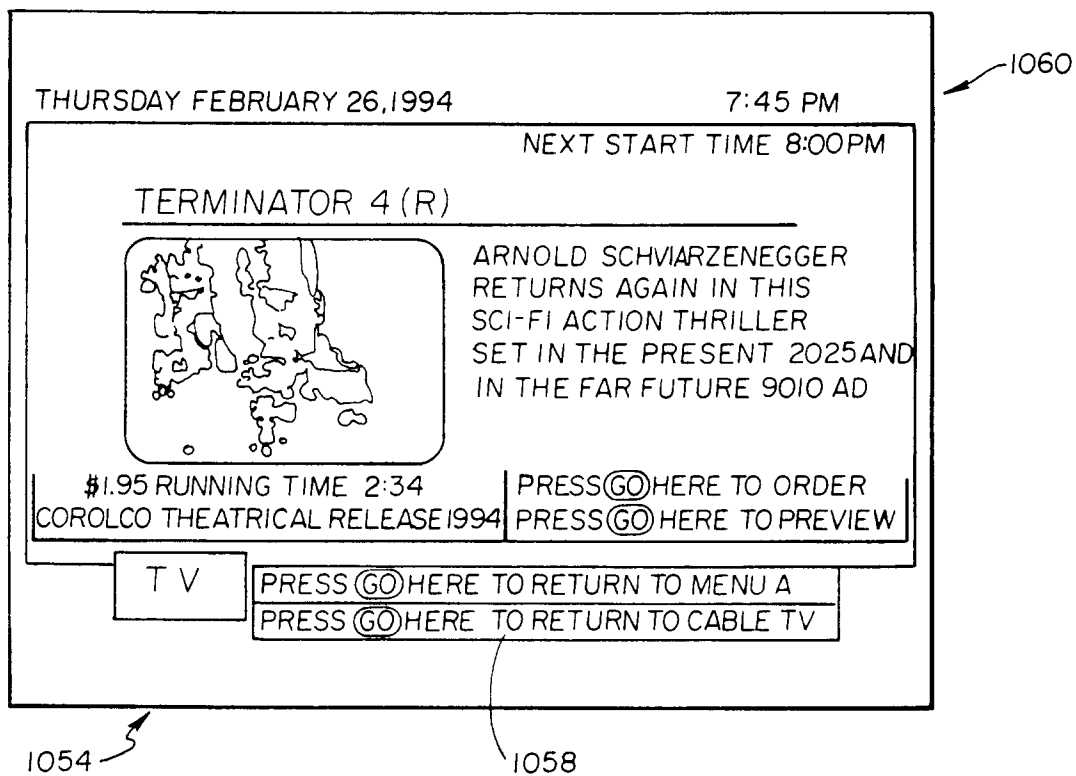 1060
THURSDAY FEBRUARY 26,1994 7:45 PM
NEXT START TIME 8:00PM
TERMINATOR 4 (R)
ARNOLD SCHVIARZENEGGER
RETURNS AGAIN IN THIS
SCI-FI ACTION THRILLER
SET IN THE PRESENT 2025 AND
IN THE FAR FUTURE 9010 AD
$1.95 RUNNING TIME 2:34
COROLCO THEATRICAL RELEASE 1994
PRESS GO HERE TO ORDER
PRESS GO HERE TO PREVIEW
TV
PRESS GO HERE TO RETURN TO MENU A
PRESS GO HERE TO RETURN TO CABLE TV
1054
1058